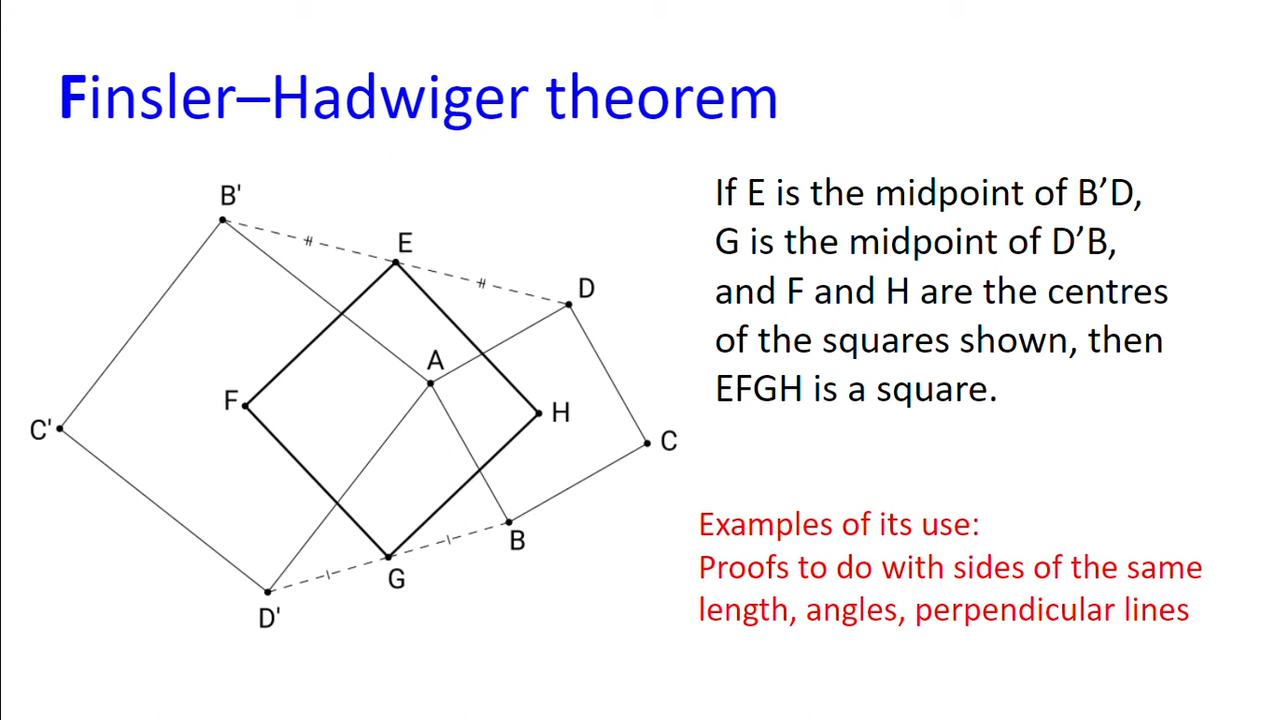 Finsler–Hadwiger theorem
If E is the midpoint of B’D,
G is the midpoint of D’B,
and F and H are the centres
of the squares shown, then
EFGH is a square.
B'
E
D
A
F
H
C'
C
B
G
D'
Examples of its use:
Proofs to do with sides of the same
length, angles, perpendicular lines